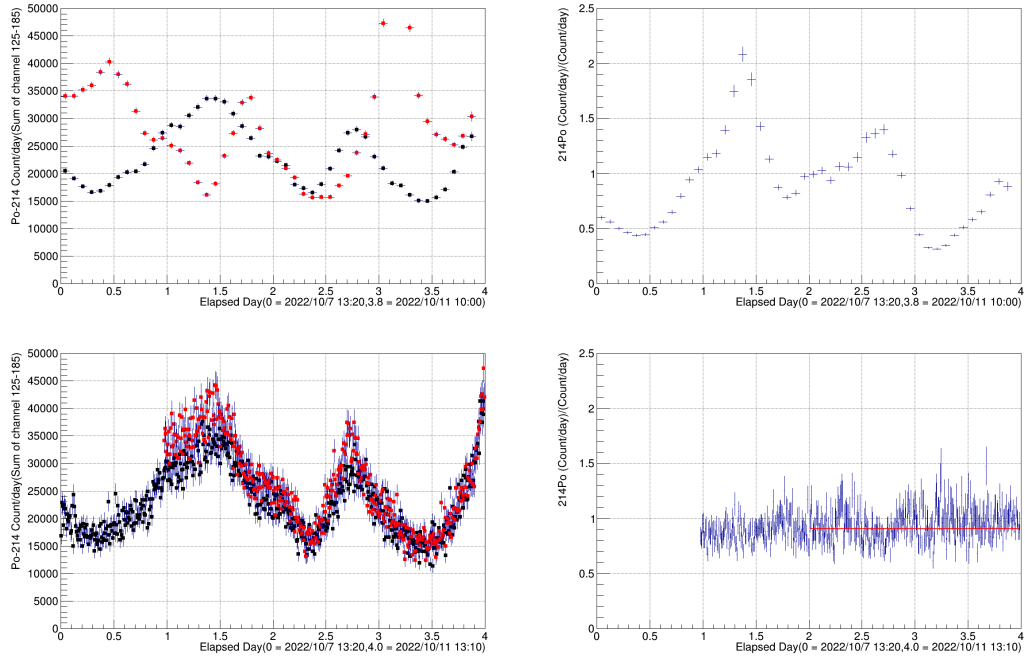 Po-214 Count/day(Sum of channel 125-185)
50000
45000
40000
35000
30000
25000
20000
15000
10000
5000
0
0 0.5 1 1.5 2 2.5 3 3.5 4
Elapsed Day(0 = 2022/10/7 13:20,3.8 = 2022/10/11 10:00)
214Po (Count/day)/(Count/day)
2.5
2
1.5
1
0.5
0
0 0.5 1 1.5 2 2.5 3 3.5 4
Elapsed Day(0 = 2022/10/7 13:20,3.8 = 2022/10/11 10:00)
Po-214 Count/day(Sum of channel 125-185)
50000
45000
40000
35000
30000
25000
20000
15000
10000
5000
0
0 0.5 1 1.5 2 2.5 3 3.5 4
Elapsed Day(0 = 2022/10/7 13:20,4.0 = 2022/10/11 13:10)
214Po (Count/day)/(Count/day)
2.5
2
1.5
1
0.5
0
0 0.5 1 1.5 2 2.5 3 3.5 4
Elapsed Day(0 = 2022/10/7 13:20,4.0 = 2022/10/11 13:10)